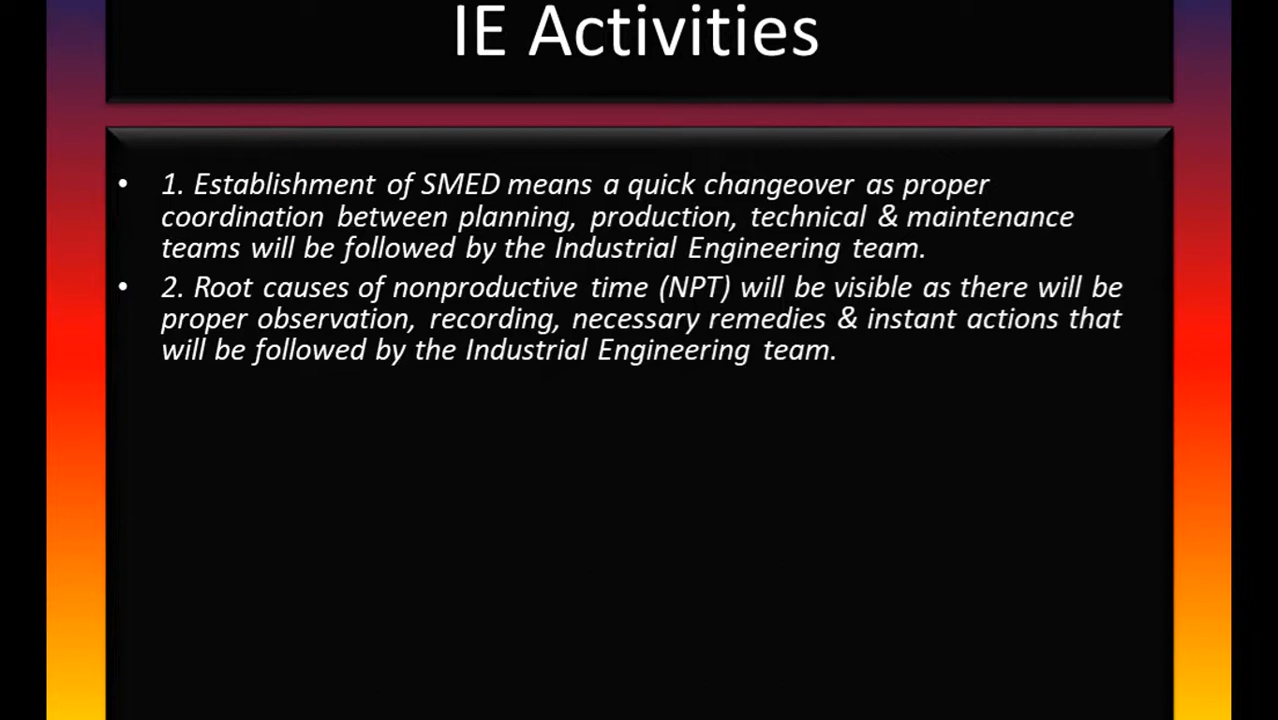 IE Activities
• 1. Establishment of SMED means a quick changeover as proper
coordination between planning, production, technical & maintenance
teams will be followed by the Industrial Engineering team.
• 2. Root causes of nonproductive time (NPT) will be visible as there will be
proper observation, recording, necessary remedies & instant actions that
will be followed by the Industrial Engineering team.